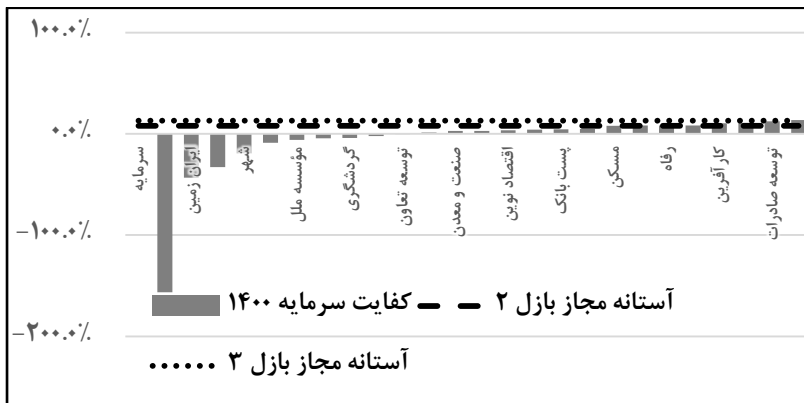 ۱۰۰.۰٪
۰.۰٪
-۱۰۰.۰٪
-۲۰۰.۰٪
سرمایه
ایران زمین
شهر
مؤسسه ملل
گردشگری
توسعه تعاون
صنعت و معدن
اقتصاد نوین
پست بانک
مسکن
رفاه
کارآفرین
توسعه صادرات
کفایت سرمایه ۱۴۰۰
آستانه مجاز بازل ۲
آستانه مجاز بازل ۳